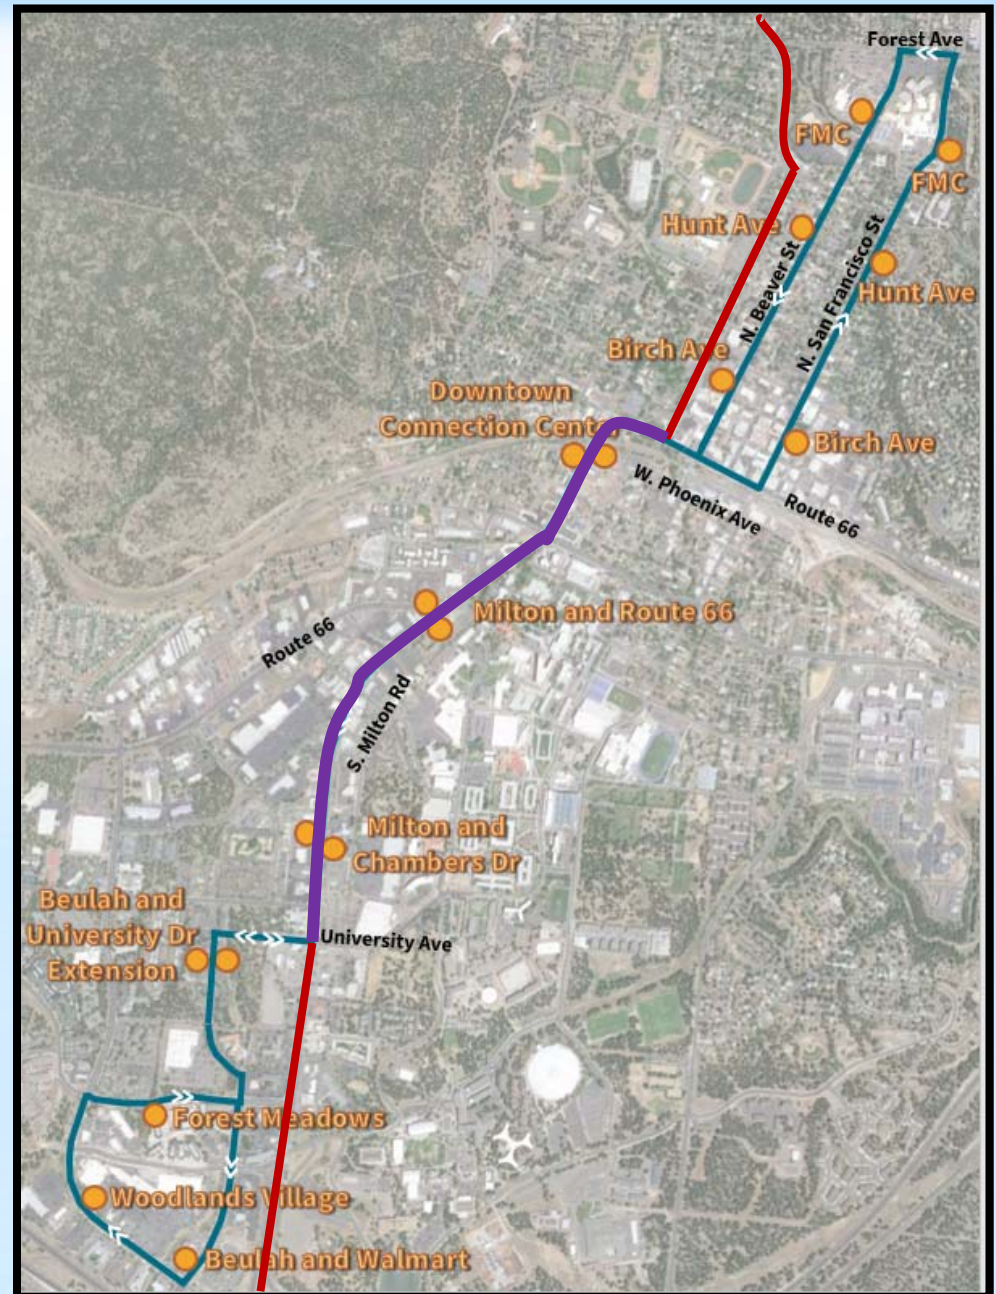 Forest Ave
FMC
FMC
Hunt Ave
N. Beaver St
N. San Francisco St
Hunt Ave
Birch Ave
Downtown
Connection Center
Birch Ave
W. Phoenix Ave
Route 66
Milton and Route 66
Route 66
S. Milton Rd
Milton and
Chambers Dr
Beulah and
University Dr
Extension
University Ave
Forest Meadows
Woodlands Village
Beulah and Walmart